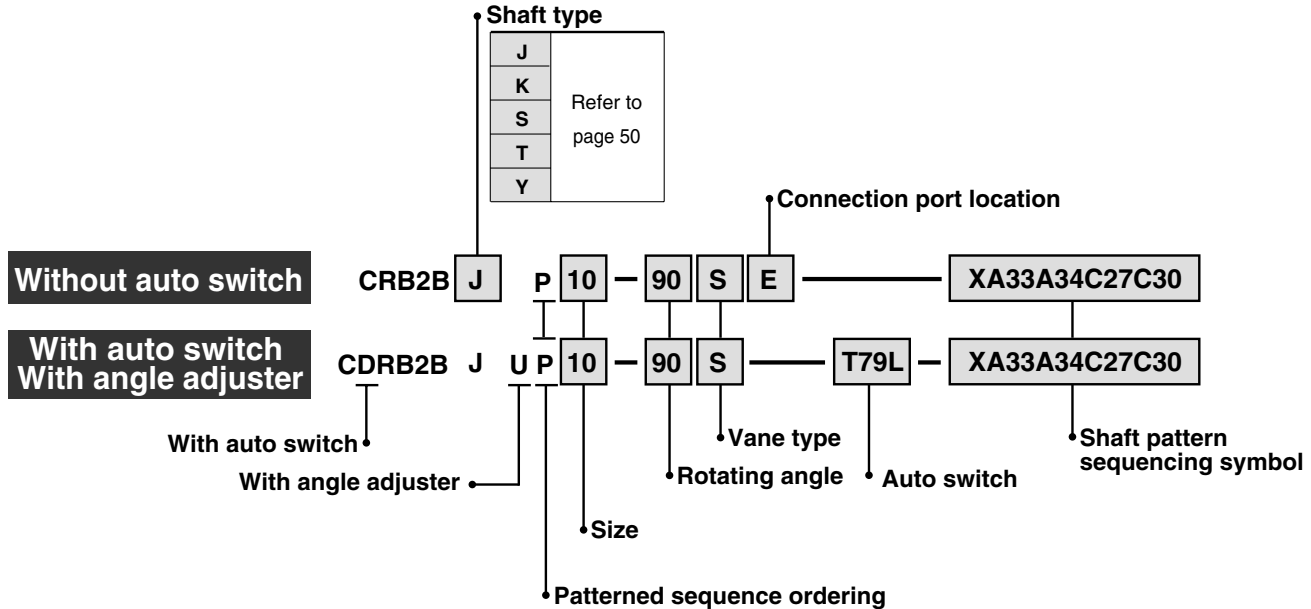 Shaft type
J
K
S
T
Y
Refer to
page 50
Connection port location
Without auto switch
CRB2B J P 10 — 90 S E — XA33A34C27C30
With auto switch
With angle adjuster
CDRB2B J U P 10 — 90 S — T79L — XA33A34C27C30
With auto switch
With angle adjuster
Size
Patterned sequence ordering
Rotating angle
Vane type
Auto switch
Shaft pattern
sequencing symbol